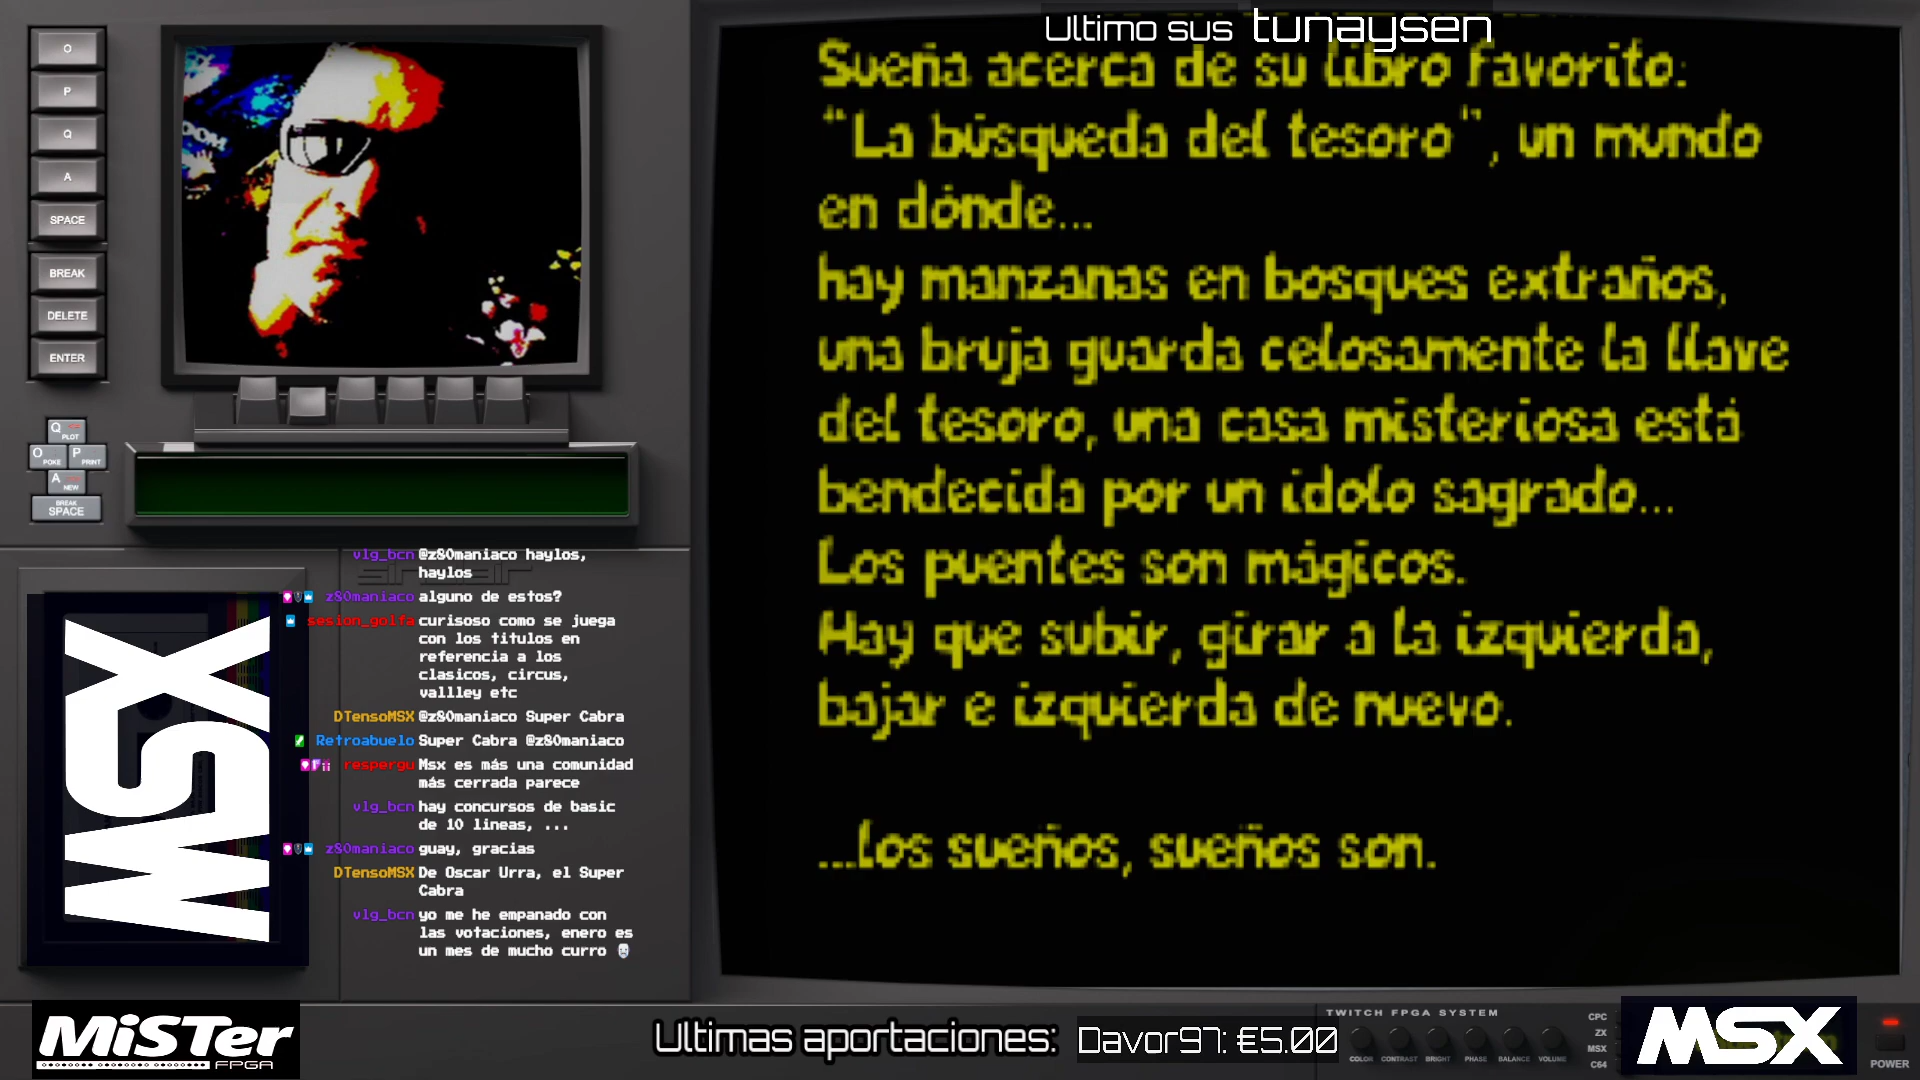 Ultimo sus tunaysen
O
P
Q
A
SPACE
BREAK
DELETE
ENTER
Q
PLOT
O
POKE
P
PRINT
A
NEW
BREAK
SPACE
Sueña acerca de su libro favorito:
"La búsqueda del tesoro", un mundo
en dónde...
hay manzanas en bosques extraños,
una bruja guarda celosamente la llave
del tesoro, una casa misteriosa está
bendecida por un ídolo sagrado...
Los puentes son mágicos.
Hay que subir, girar a la izquierda,
bajar e izquierda de nuevo.
...los sueños, sueños son.
sinclair
vlg_bcn @z80maniaco haylos,
haylos
z80maniaco alguno de estos?
sesion_golfa curisoso como se juega
con los titulos en
referencia a los
clasicos, circus,
vallley etc
DTensoMSX @z80maniaco Super Cabra
Retroabuelo Super Cabra @z80maniaco
respergu Msx es más una comunidad
más cerrada parece
vlg_bcn hay concursos de basic
de 10 lineas, ...
z80maniaco guay, gracias
DTensoMSX De Oscar Urra, el Super
Cabra
vlg_bcn yo me he empanado con
las votaciones, enero es
un mes de mucho curro
MSX
MiSTer
FPGA
Ultimas aportaciones: Davor97: €5.00
TWITCH FPGA SYSTEM
COLOR CONTRAST BRIGHT PHASE BALANCE VOLUME
CPC
ZX
MSX
C64
MSX
POWER